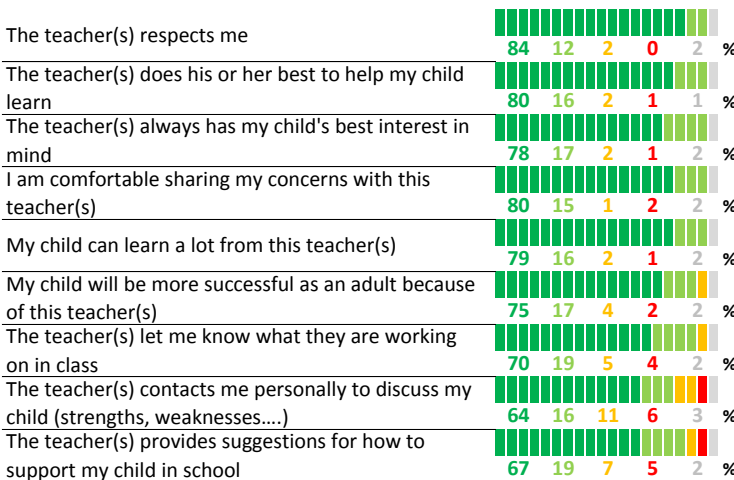 The teacher(s) respects me
84 12 2 0 2 %
The teacher(s) does his or her best to help my child
learn
80 16 2 1 1 %
The teacher(s) always has my child's best interest in
mind
78 17 2 1 2 %
I am comfortable sharing my concerns with this
teacher(s)
80 15 1 2 2 %
My child can learn a lot from this teacher(s)
79 16 2 1 2 %
My child will be more successful as an adult because
of this teacher(s)
75 17 4 2 2 %
The teacher(s) let me know what they are working
on in class
70 19 5 4 2 %
The teacher(s) contacts me personally to discuss my
child (strengths, weaknesses....)
64 16 11 6 3 %
The teacher(s) provides suggestions for how to
support my child in school
67 19 7 5 2 %